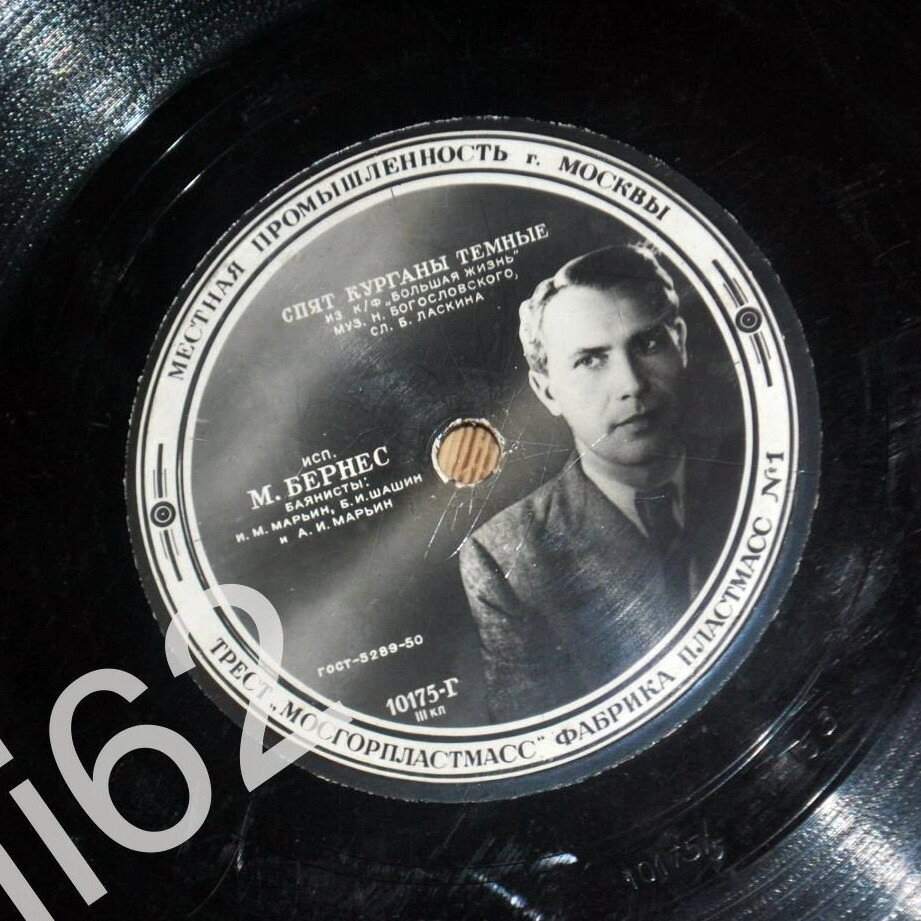 МЕСТНАЯ ПРОМЫШЛЕННОСТЬ г. МОСКВЫ
СПЯТ КУРГАНЫ ТЕМНЫЕ
ИЗ К/Ф „БОЛЬШАЯ ЖИЗНЬ"
МУЗ. Н. БОГОСЛОВСКОГО,
СЛ. Б. ЛАСКИНА
ИСП.
М. БЕРНЕС
БАЯНИСТЫ:
И. М. МАРЬИН, Б. И. ШАШИН
и А. И. МАРЬИН
ГОСТ-5289-50
10175-Г
III КЛ
ТРЕСТ „МОСГОРПЛАСТМАСС" ФАБРИКА ПЛАСТМАСС №1